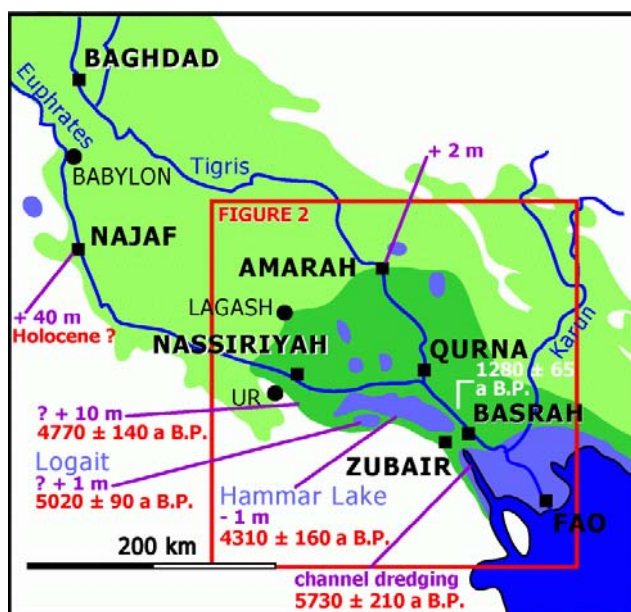 BAGHDAD
Euphrates
Tigris
+ 2 m
BABYLON
FIGURE 2
NAJAF
AMARAH
+ 40 m
Holocene ?
LAGASH
Karun
NASSIRIYAH
QURNA
1280 ± 65
a B.P.
UR
? + 10 m
4770 ± 140 a B.P.
BASRAH
ZUBAIR
Logait
? + 1 m
5020 ± 90 a B.P.
Hammar Lake
- 1 m
4310 ± 160 a B.P.
FAO
200 km
channel dredging
5730 ± 210 a B.P.